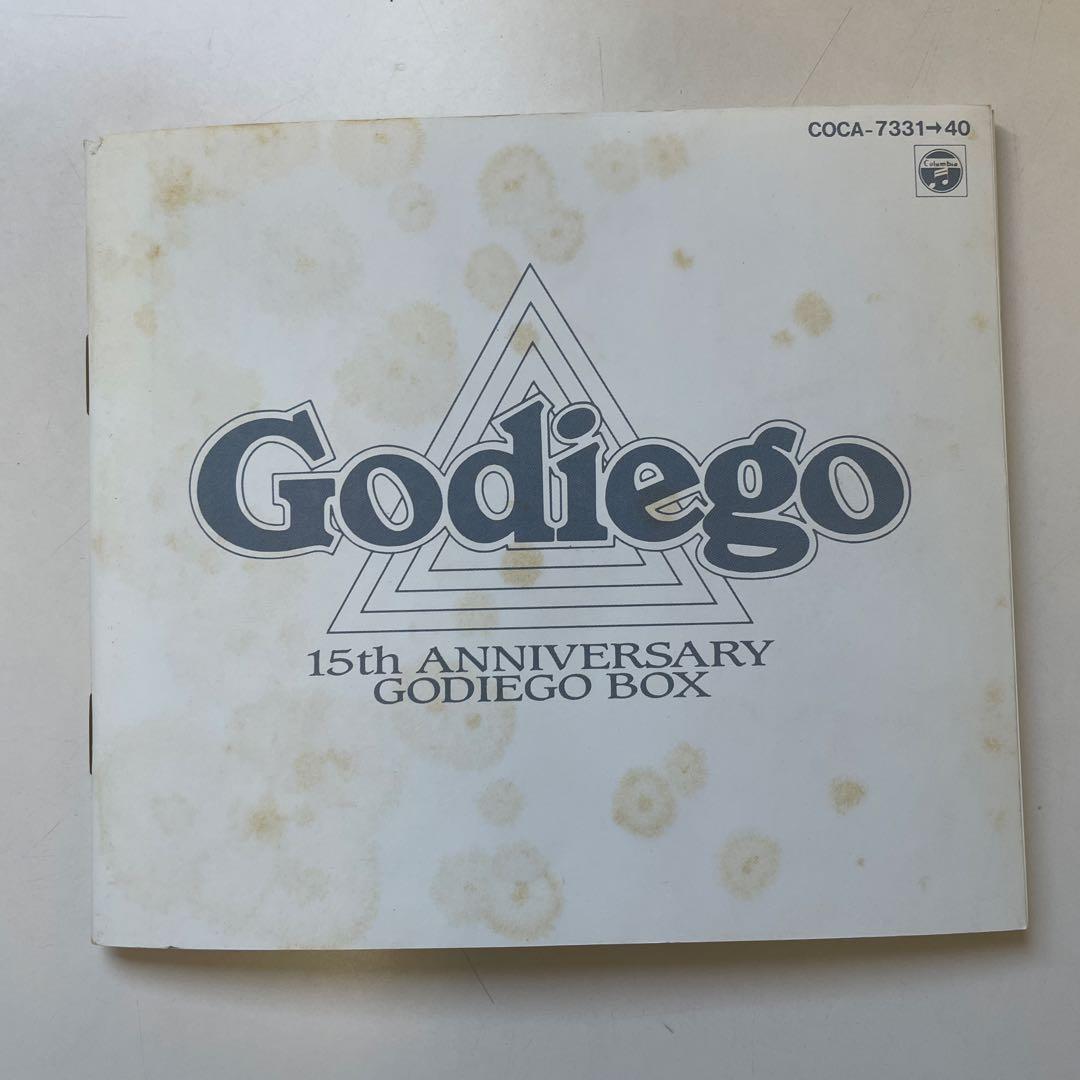 COCA-7331→40
Columbia
Godiego
15th ANNIVERSARY
GODIEGO BOX